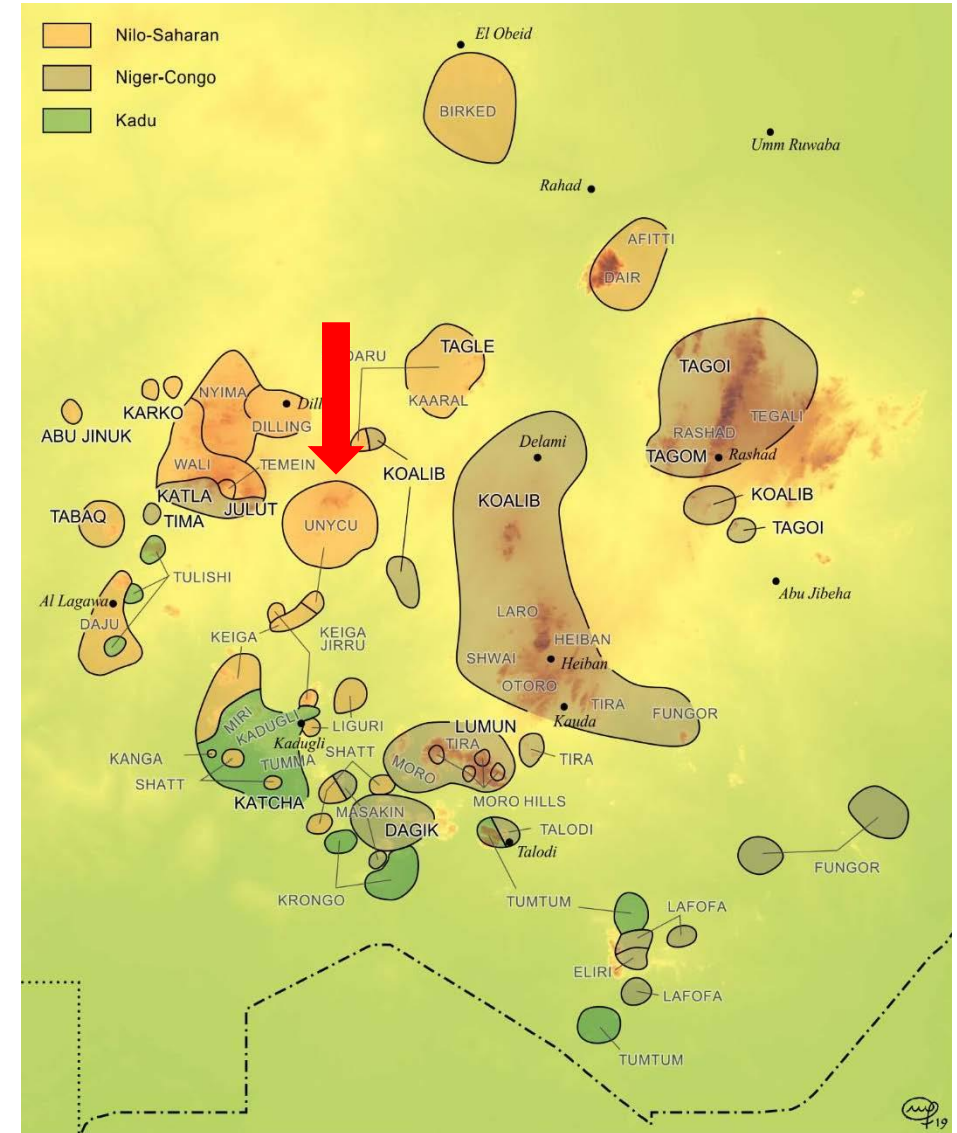 Nilo-Saharan
Niger-Congo
Kadu
El Obeid
BIRKED
Umm Ruwaba
Rahad
AFITTI
DAIR
TAGLE
KAARAL
TAGOI
TEGALI
RASHAD
TAGOM
Rashad
NYIMA
KARKO
ABU JINUK
DILLING
Delami
KOALIB
WALI
TEMEIN
KOALIB
KATLA
JULUT
KOALIB
TABAQ
TIMA
UNYCU
TAGOI
TULISHI
Al Lagawa
DAJU
Abu Jibeha
LARO
KEIGA
KEIGA
JIRRU
HEIBAN
SHWAI
Heiban
OTORO
TIRA
FUNGOR
Kauda
MIRI
KADUGLI
LIGURI
Kadugli
LUMUN
KANGA
SHATT
TIRA
TIRA
TUMMA
MORO
SHATT
KATCHA
MORO HILLS
MASAKIN
DAGIK
TALODI
Talodi
FUNGOR
KRONGO
TUMTUM
LAFOFA
ELIRI
LAFOFA
TUMTUM
19